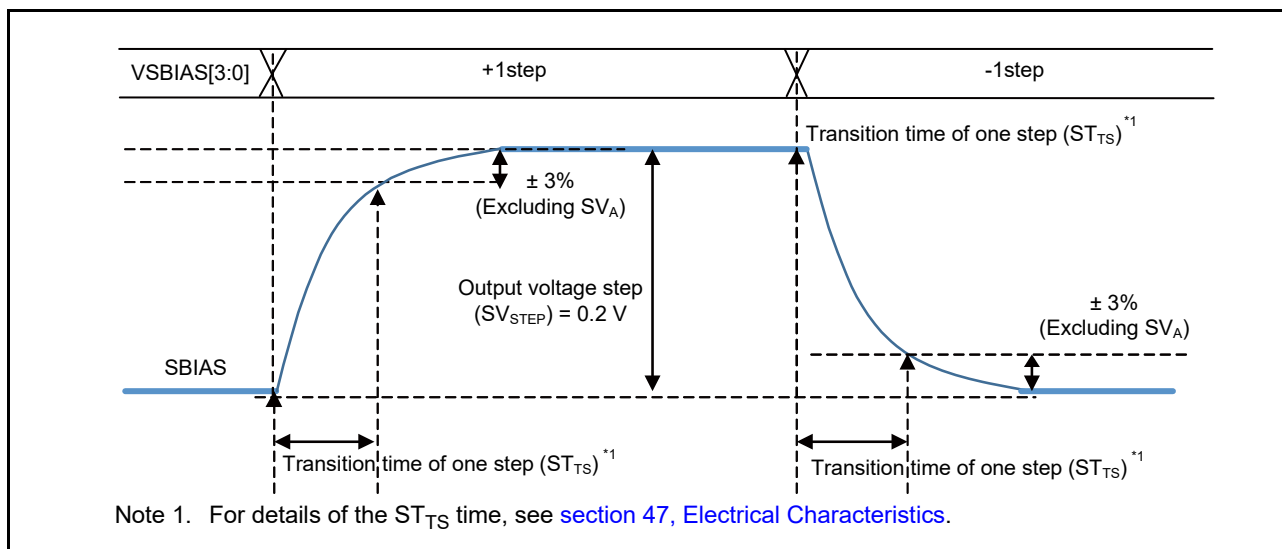 VSBIAS[3:0]
+1step
-1step
Transition time of one step (STTS)*1
± 3%
(Excluding SVA)
Output voltage step
(SVSTEP) = 0.2 V
± 3%
(Excluding SVA)
SBIAS
Transition time of one step (STTS)*1
Transition time of one step (STTS)*1
Note 1. For details of the STTS time, see section 47, Electrical Characteristics.